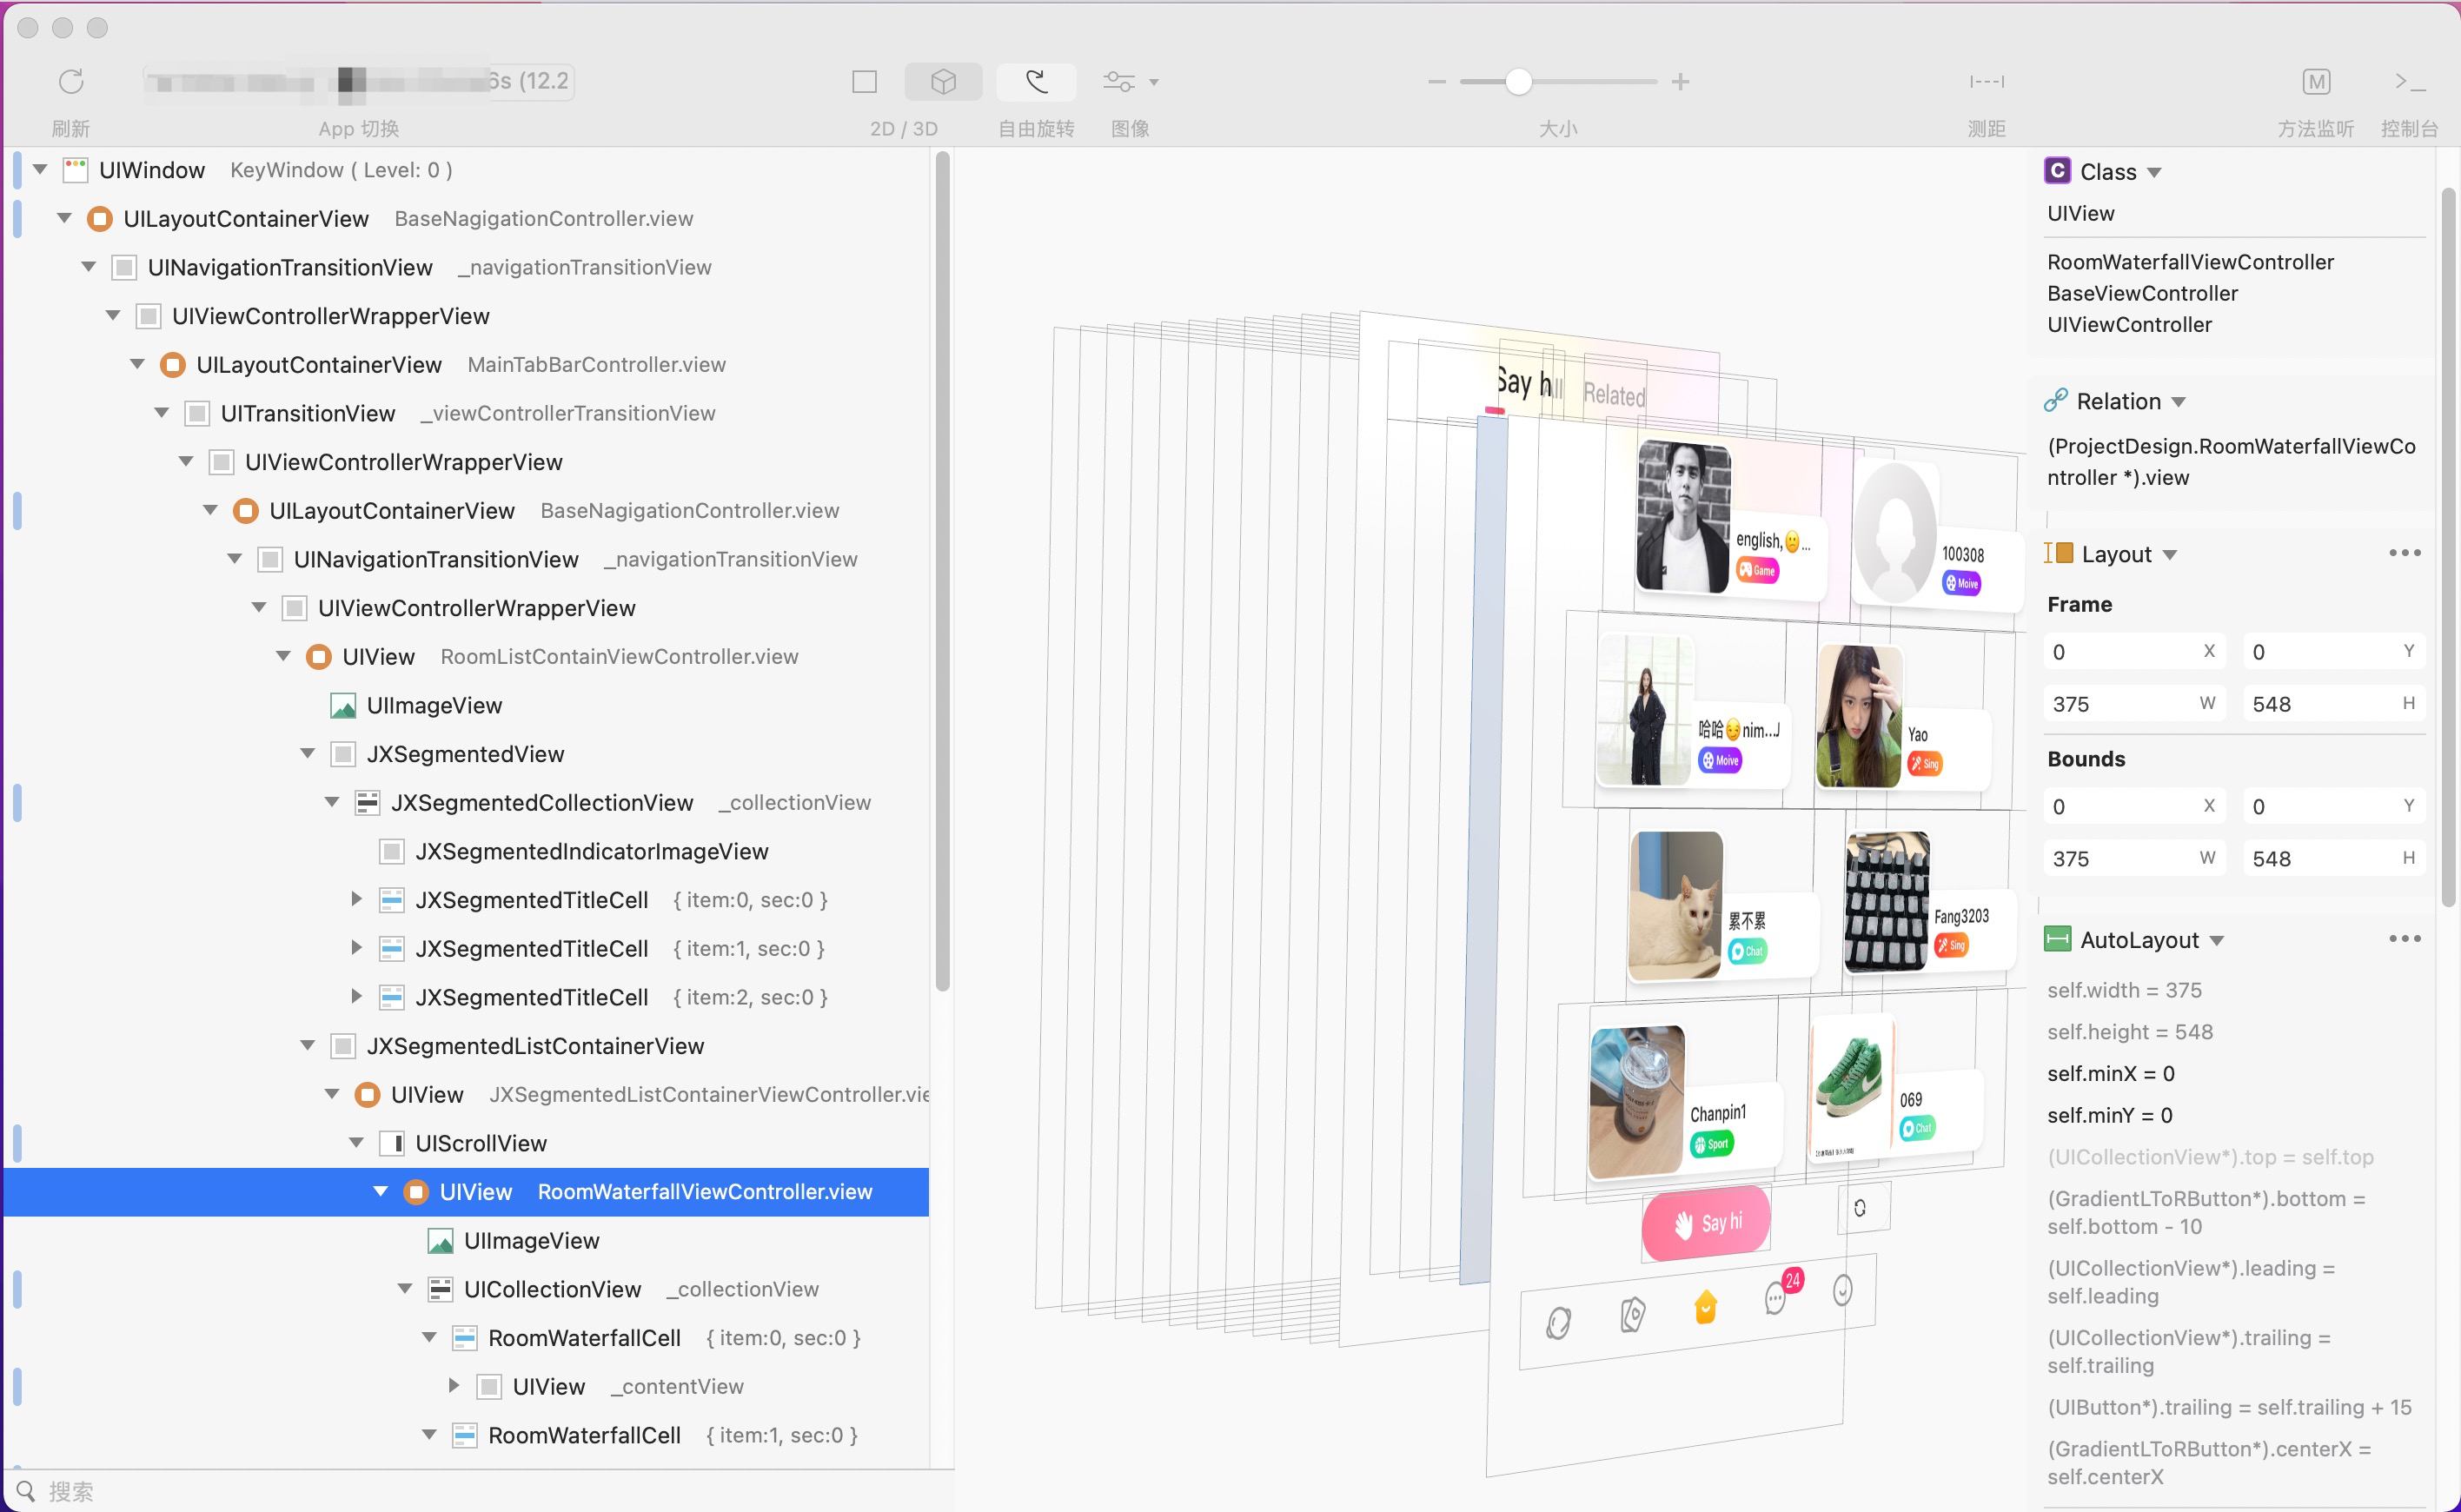 6s (12.2
刷新
App 切换
2D / 3D
自由旋转
图像
大小
测距
M
方法监听
控制台
UIWindow KeyWindow ( Level: 0 )
UILayoutContainerView BaseNagigationController.view
UINavigationTransitionView _navigationTransitionView
UIViewControllerWrapperView
UILayoutContainerView MainTabBarController.view
UITransitionView _viewControllerTransitionView
UIViewControllerWrapperView
UILayoutContainerView BaseNagigationController.view
UINavigationTransitionView _navigationTransitionView
UIViewControllerWrapperView
UIView RoomListContainViewController.view
UIImageView
JXSegmentedView
JXSegmentedCollectionView _collectionView
JXSegmentedIndicatorImageView
JXSegmentedTitleCell { item:0, sec:0 }
JXSegmentedTitleCell { item:1, sec:0 }
JXSegmentedTitleCell { item:2, sec:0 }
JXSegmentedListContainerView
UIView JXSegmentedListContainerViewController.vie
UIScrollView
UIView RoomWaterfallViewController.view
UIImageView
UICollectionView _collectionView
RoomWaterfallCell { item:0, sec:0 }
UIView _contentView
RoomWaterfallCell { item:1, sec:0 }
搜索
Say h
Related
english,🙁...
Game
100308
Moive
哈哈😏nim...
Moive
Yao
Sing
累不累
Chat
Fang3203
Sing
Chanpin1
Sport
069
Chat
👋 Say hi
24
C Class
UIView
RoomWaterfallViewController
BaseViewController
UIViewController
Relation
(ProjectDesign.RoomWaterfallViewCo
ntroller *).view
Layout
Frame
0 X 0 Y
375 W 548 H
Bounds
0 X 0 Y
375 W 548 H
AutoLayout
self.width = 375
self.height = 548
self.minX = 0
self.minY = 0
(UICollectionView*).top = self.top
(GradientLToRButton*).bottom =
self.bottom - 10
(UICollectionView*).leading =
self.leading
(UICollectionView*).trailing =
self.trailing
(UIButton*).trailing = self.trailing + 15
(GradientLToRButton*).centerX =
self.centerX